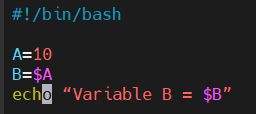 #!/bin/bash
A=10
B=$A
echo “Variable B = $B”